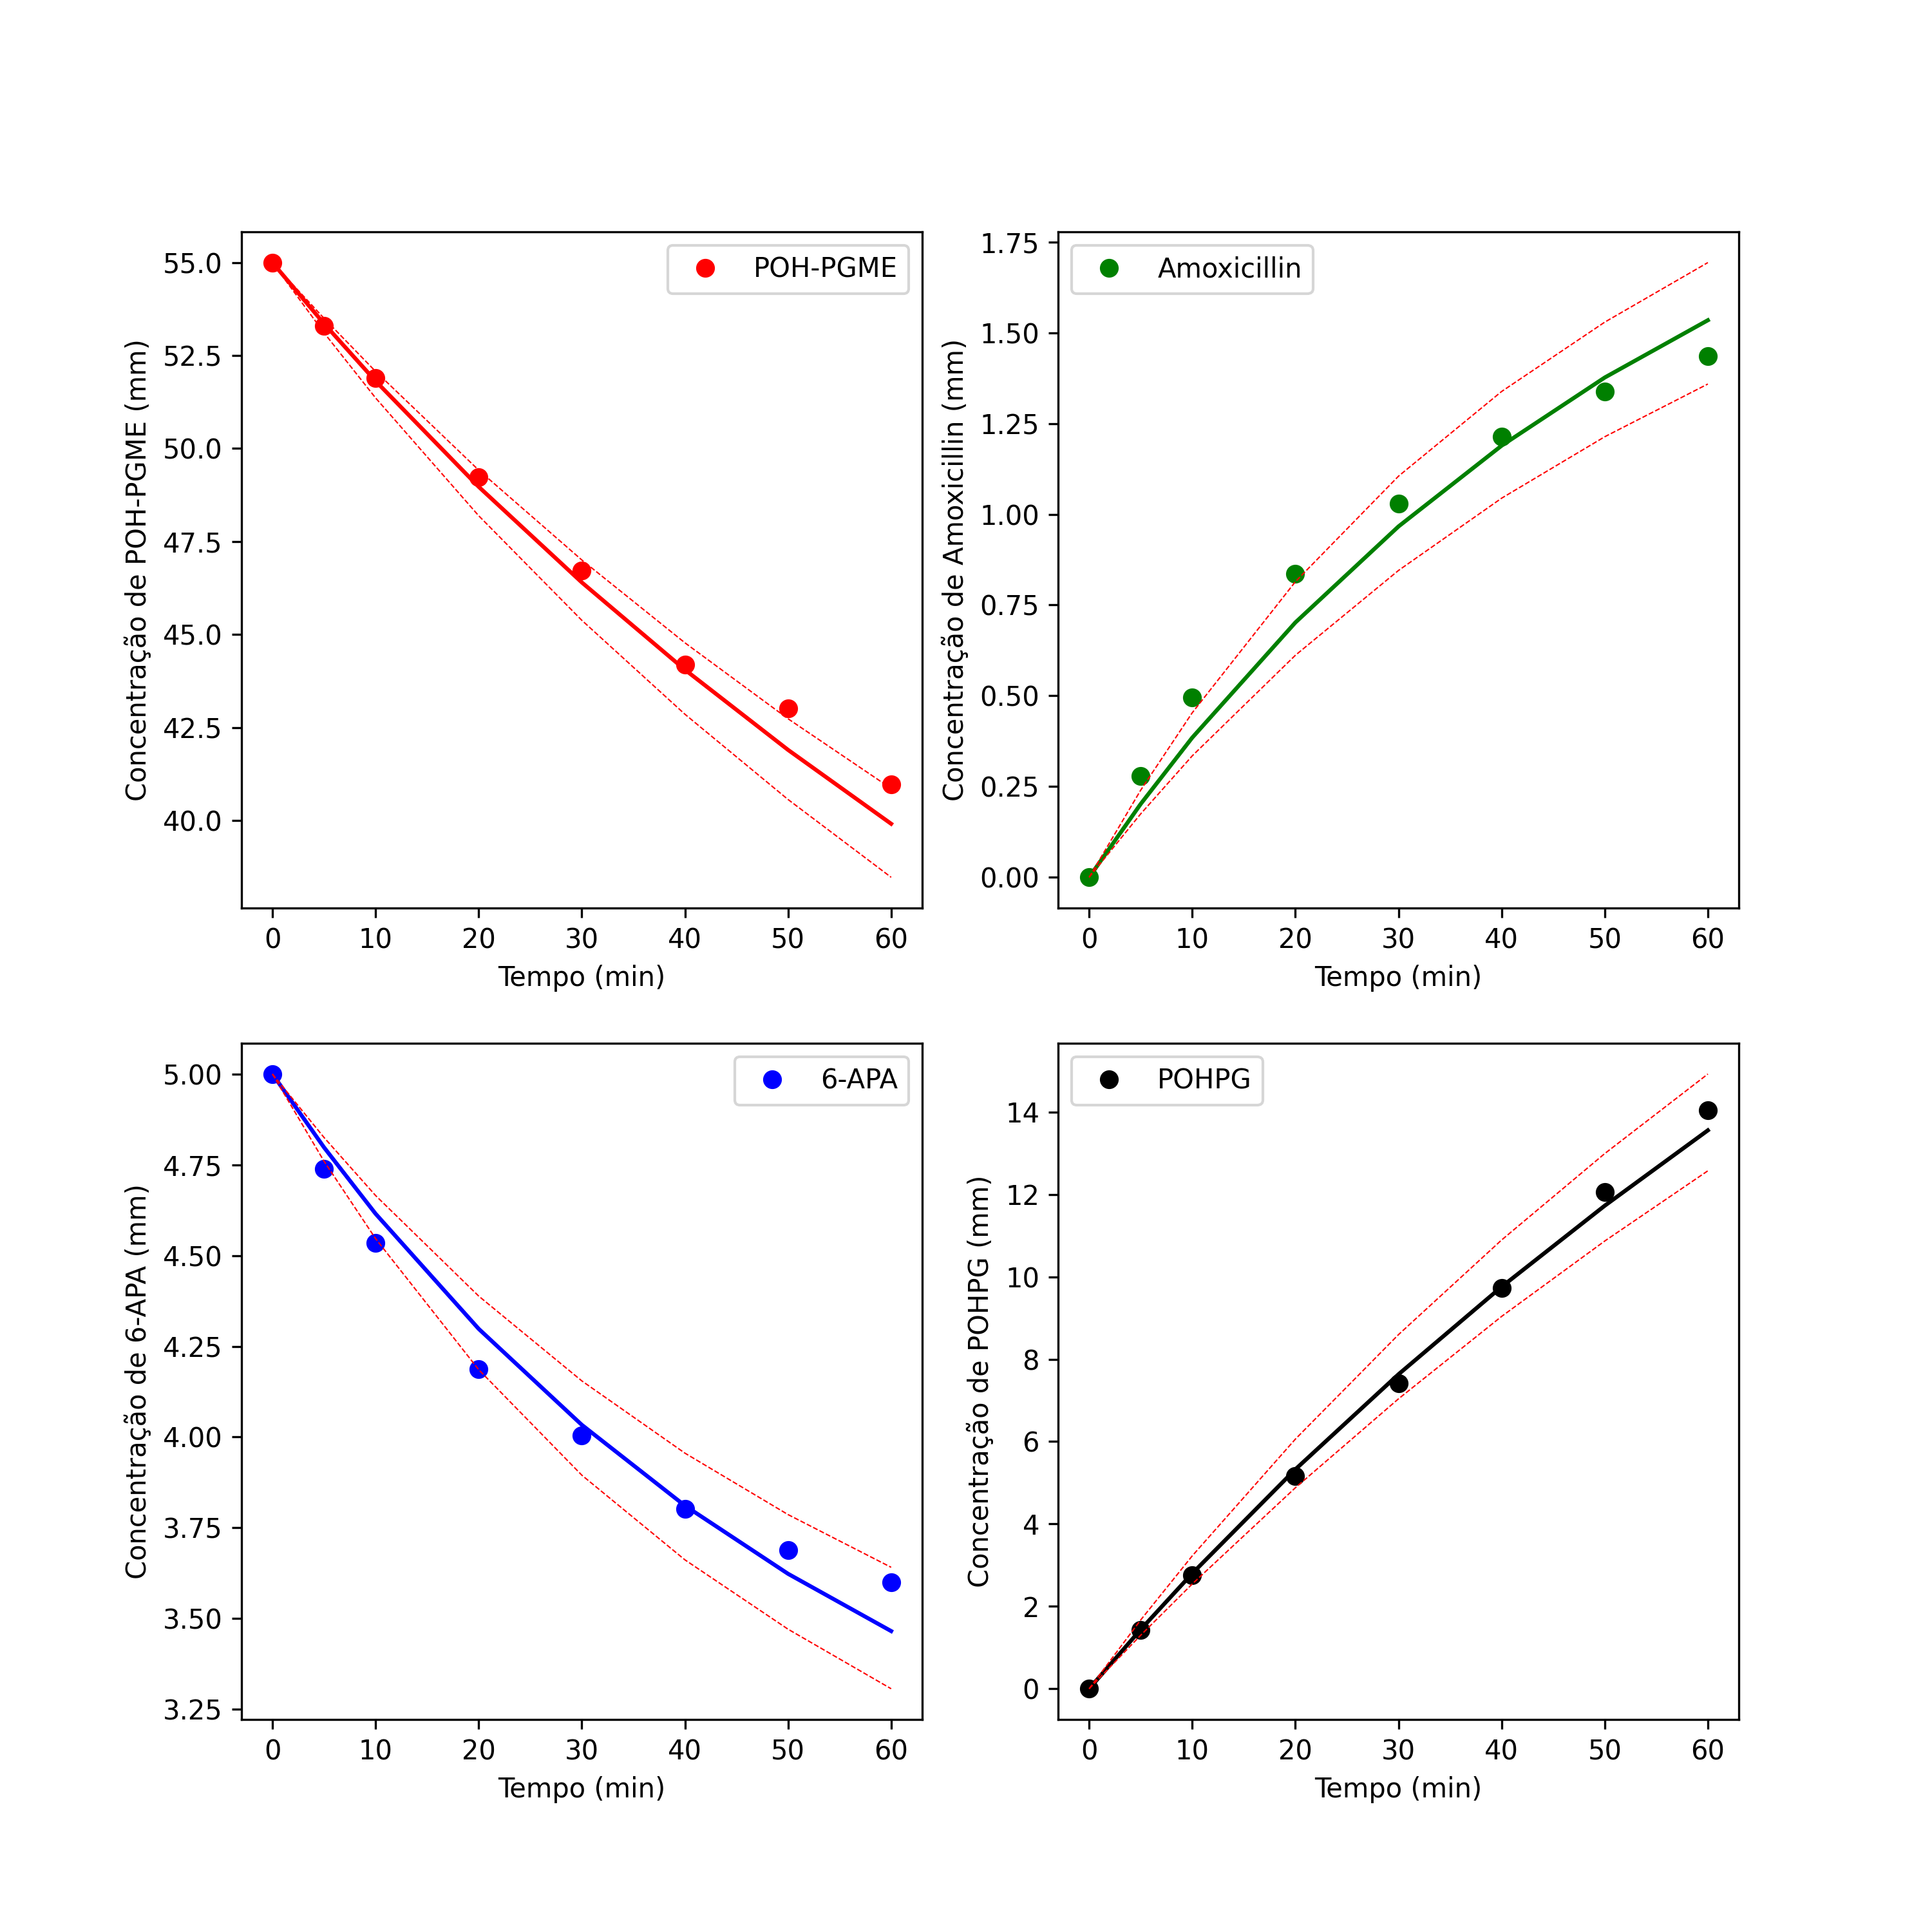 POH-PGME
Concentração de POH-PGME (mm)
55.0
52.5
50.0
47.5
45.0
42.5
40.0
0 10 20 30 40 50 60
Tempo (min)
Amoxicillin
Concentração de Amoxicillin (mm)
1.75
1.50
1.25
1.00
0.75
0.50
0.25
0.00
0 10 20 30 40 50 60
Tempo (min)
6-APA
Concentração de 6-APA (mm)
5.00
4.75
4.50
4.25
4.00
3.75
3.50
3.25
0 10 20 30 40 50 60
Tempo (min)
POHPG
Concentração de POHPG (mm)
14
12
10
8
6
4
2
0
0 10 20 30 40 50 60
Tempo (min)